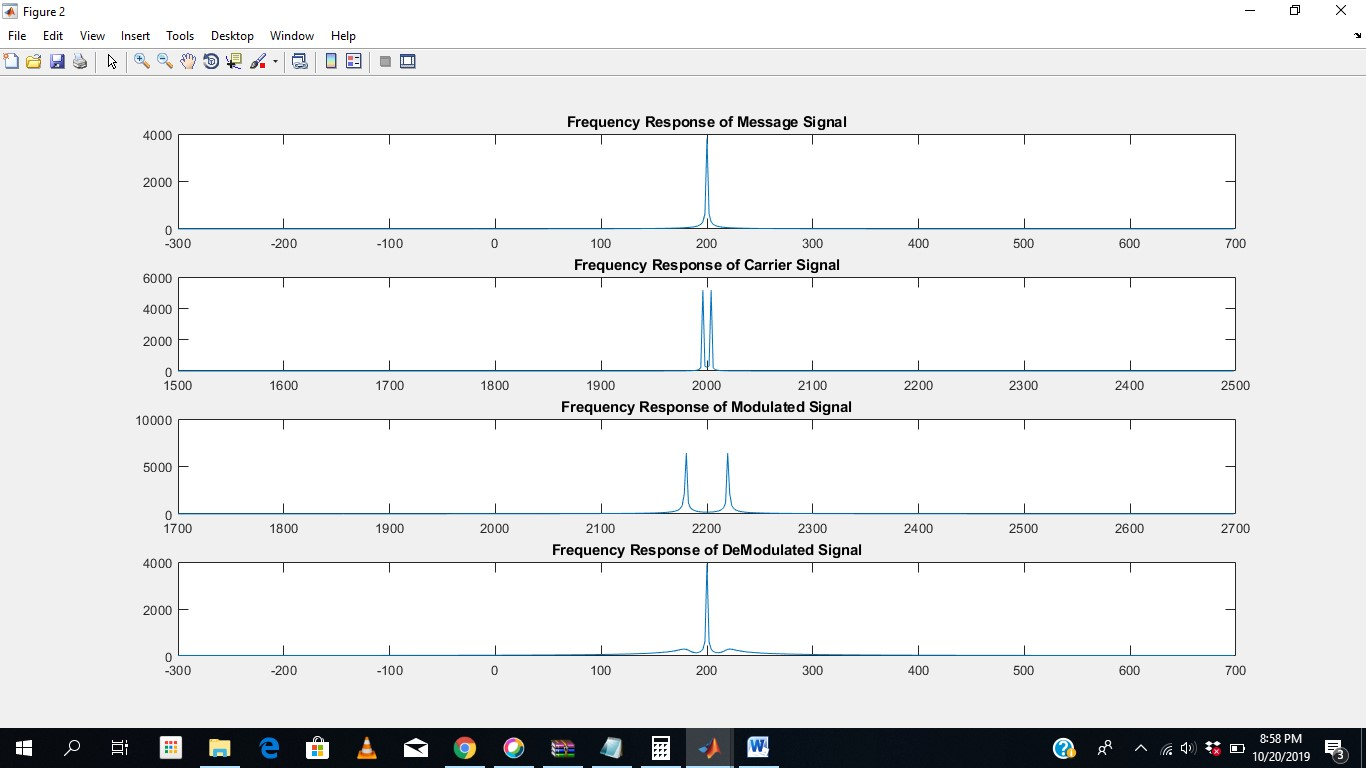 Figure 2
File Edit View Insert Tools Desktop Window Help
Frequency Response of Message Signal
4000
2000
0
-300 -200 -100 0 100 200 300 400 500 600 700
Frequency Response of Carrier Signal
6000
4000
2000
0
1500 1600 1700 1800 1900 2000 2100 2200 2300 2400 2500
Frequency Response of Modulated Signal
10000
5000
0
1700 1800 1900 2000 2100 2200 2300 2400 2500 2600 2700
Frequency Response of DeModulated Signal
4000
2000
0
-300 -200 -100 0 100 200 300 400 500 600 700
8:58 PM
10/20/2019
3